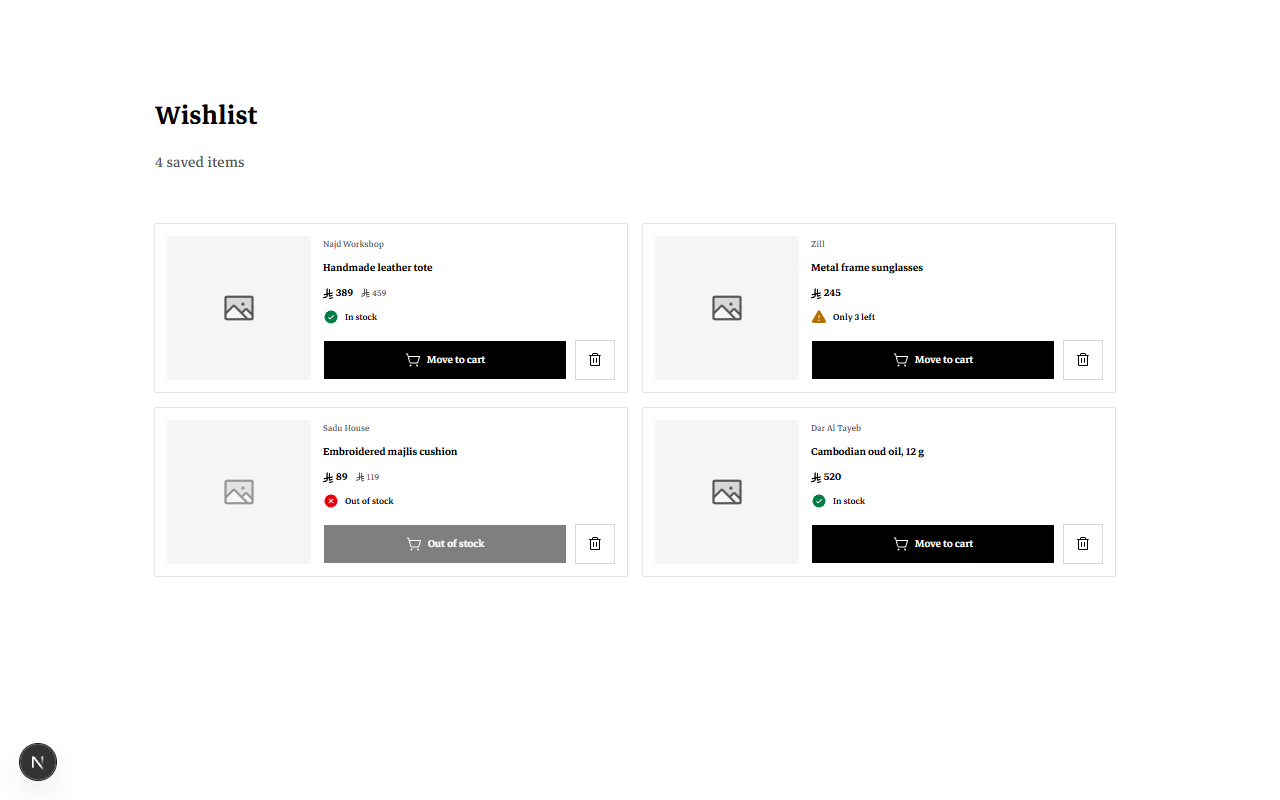 Wishlist
4 saved items
Najd Workshop
Handmade leather tote
⃁ 389 ⃁ 459
In stock
Move to cart
Zill
Metal frame sunglasses
⃁ 245
Only 3 left
Move to cart
Sadu House
Embroidered majlis cushion
⃁ 89 ⃁ 119
Out of stock
Out of stock
Dar Al Tayeb
Cambodian oud oil, 12 g
⃁ 520
In stock
Move to cart
N